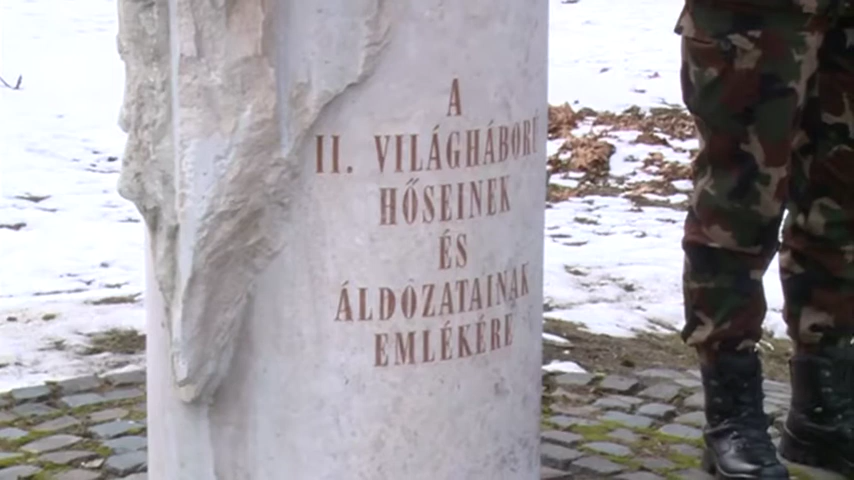 A
II. VILÁGHÁBORÚ
HŐSEINEK
ÉS
ÁLDOZATAINAK
EMLÉKÉRE